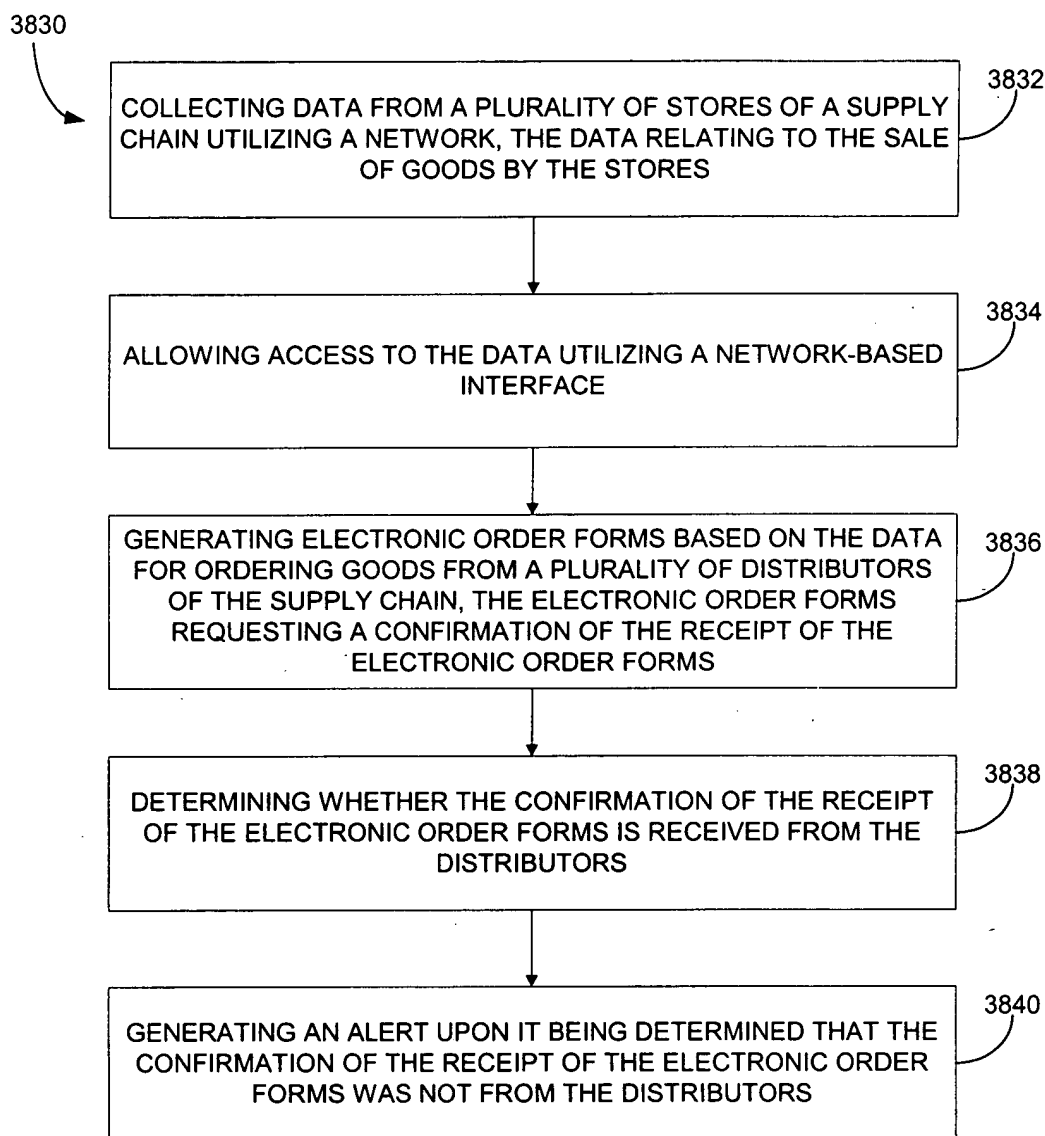 3830
3832
COLLECTING DATA FROM A PLURALITY OF STORES OF A SUPPLY
CHAIN UTILIZING A NETWORK, THE DATA RELATING TO THE SALE
OF GOODS BY THE STORES
3834
ALLOWING ACCESS TO THE DATA UTILIZING A NETWORK-BASED
INTERFACE
3836
GENERATING ELECTRONIC ORDER FORMS BASED ON THE DATA
FOR ORDERING GOODS FROM A PLURALITY OF DISTRIBUTORS
OF THE SUPPLY CHAIN, THE ELECTRONIC ORDER FORMS
REQUESTING A CONFIRMATION OF THE RECEIPT OF THE
ELECTRONIC ORDER FORMS
3838
DETERMINING WHETHER THE CONFIRMATION OF THE RECEIPT
OF THE ELECTRONIC ORDER FORMS IS RECEIVED FROM THE
DISTRIBUTORS
3840
GENERATING AN ALERT UPON IT BEING DETERMINED THAT THE
CONFIRMATION OF THE RECEIPT OF THE ELECTRONIC ORDER
FORMS WAS NOT FROM THE DISTRIBUTORS